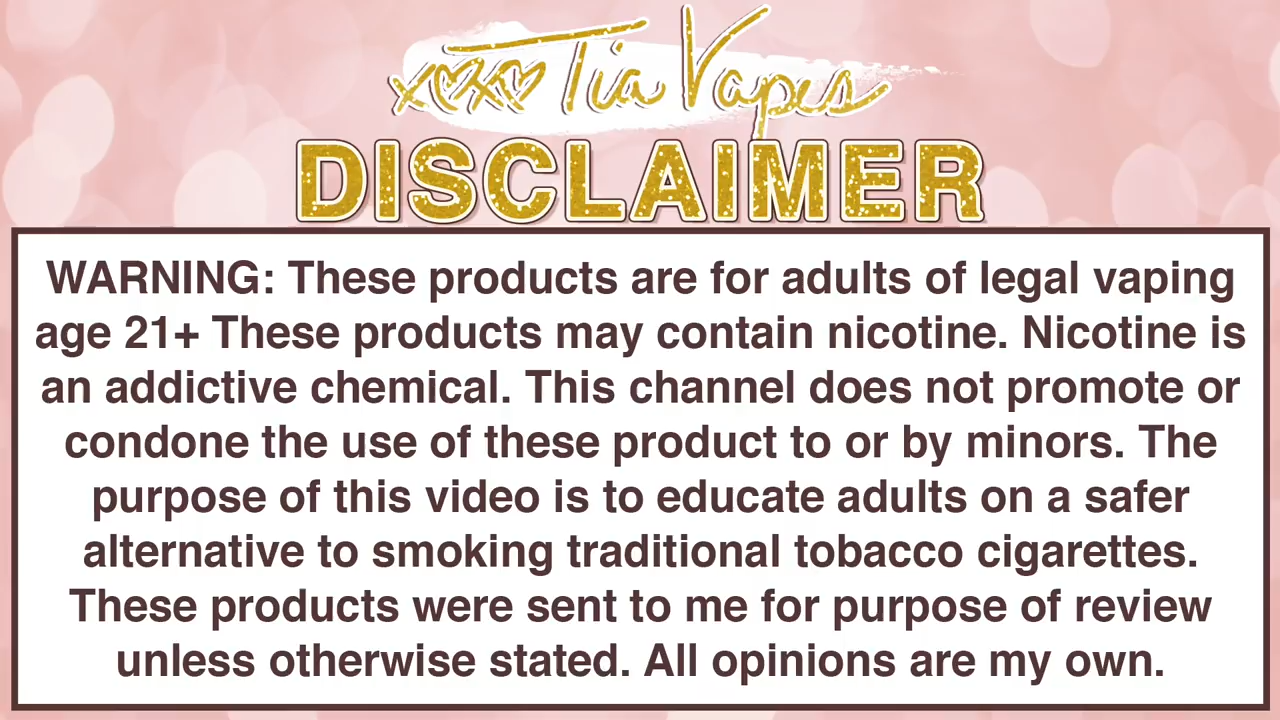 xoxo Tia Vapes
DISCLAIMER
WARNING: These products are for adults of legal vaping
age 21+ These products may contain nicotine. Nicotine is
an addictive chemical. This channel does not promote or
condone the use of these product to or by minors. The
purpose of this video is to educate adults on a safer
alternative to smoking traditional tobacco cigarettes.
These products were sent to me for purpose of review
unless otherwise stated. All opinions are my own.